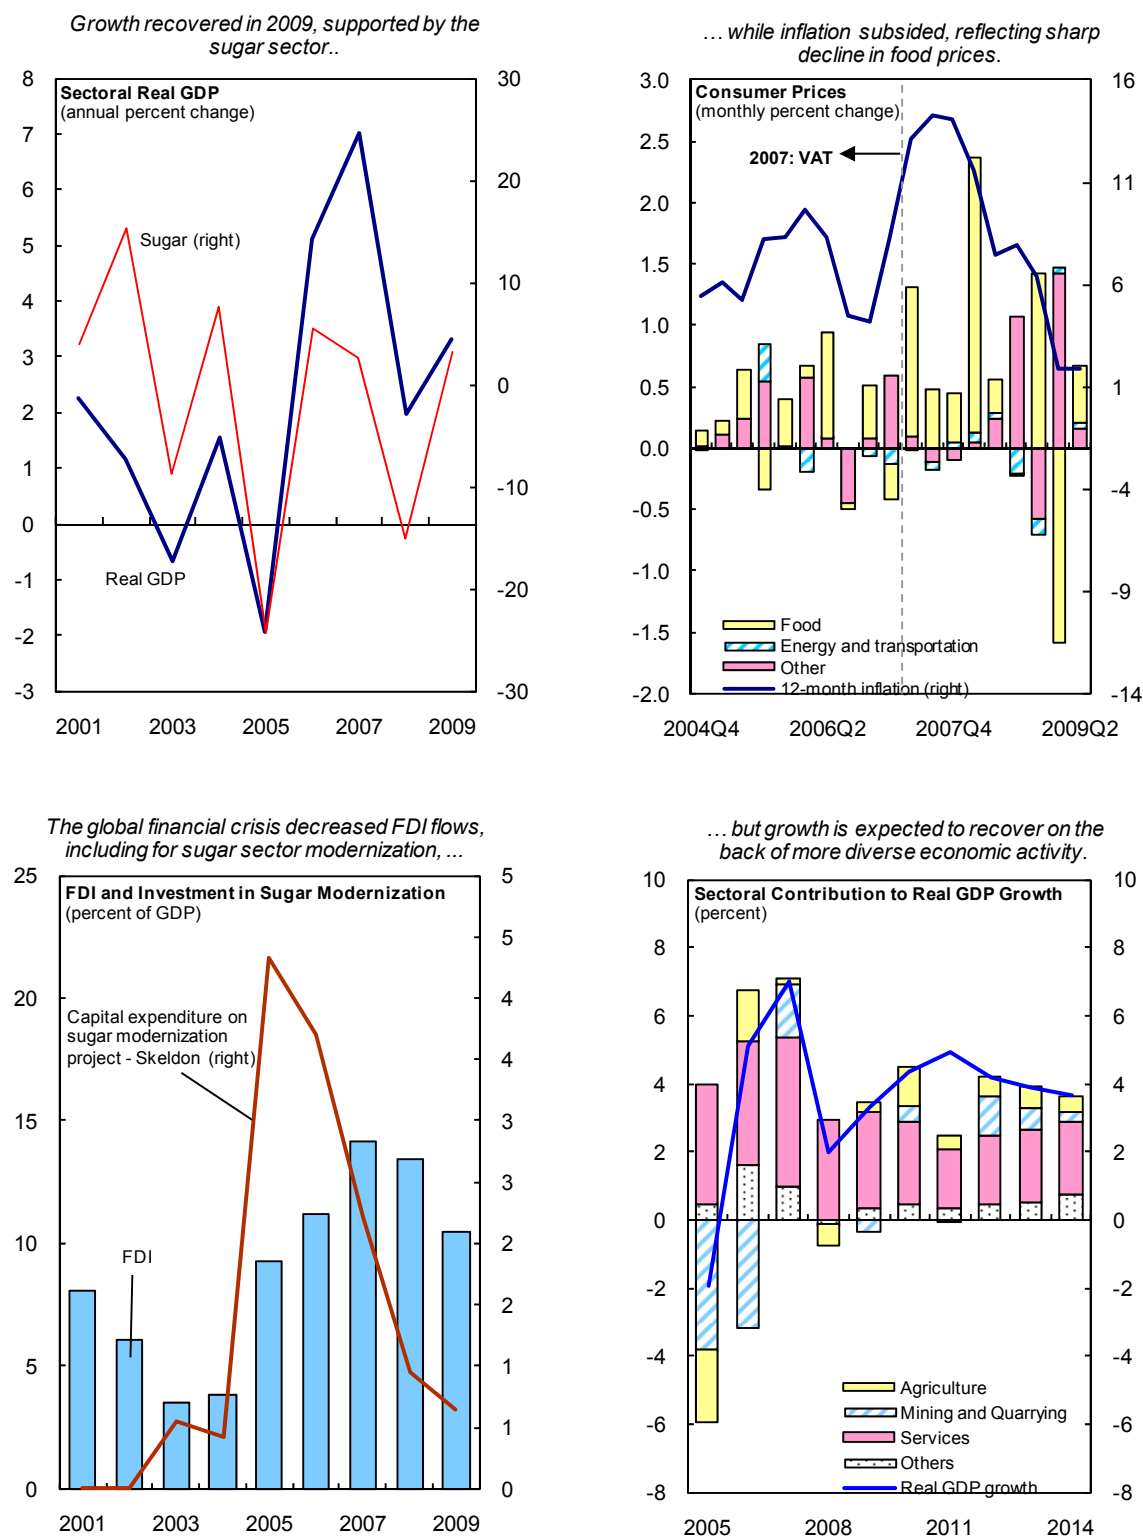 Growth recovered in 2009, supported by the
sugar sector..
8
7
6
5
4
3
2
1
0
-1
-2
-3
30
20
10
0
-10
-20
-30
Sectoral Real GDP
(annual percent change)
Sugar (right)
Real GDP
2001
2003
2005
2007
2009
…while inflation subsided, reflecting sharp
decline in food prices.
3.0
2.5
2.0
1.5
1.0
0.5
0.0
-0.5
-1.0
-1.5
-2.0
16
11
6
1
-4
-9
-14
Consumer Prices
(monthly percent change)
2007: VAT
Food
Energy and transportation
Other
12-month inflation (right)
2004Q4
2006Q2
2007Q4
2009Q2
The global financial crisis decreased FDI flows,
including for sugar sector modernization, ...
25
20
15
10
5
0
5
5
4
4
3
3
2
2
1
1
0
FDI and Investment in Sugar Modernization
(percent of GDP)
Capital expenditure on
sugar modernization
project - Skeldon (right)
FDI
2001
2003
2005
2007
2009
…but growth is expected to recover on the
back of more diverse economic activity.
10
8
6
4
2
0
-2
-4
-6
-8
10
8
6
4
2
0
-2
-4
-6
-8
Sectoral Contribution to Real GDP Growth
(percent)
Agriculture
Mining and Quarrying
Services
Others
Real GDP growth
2005
2008
2011
2014